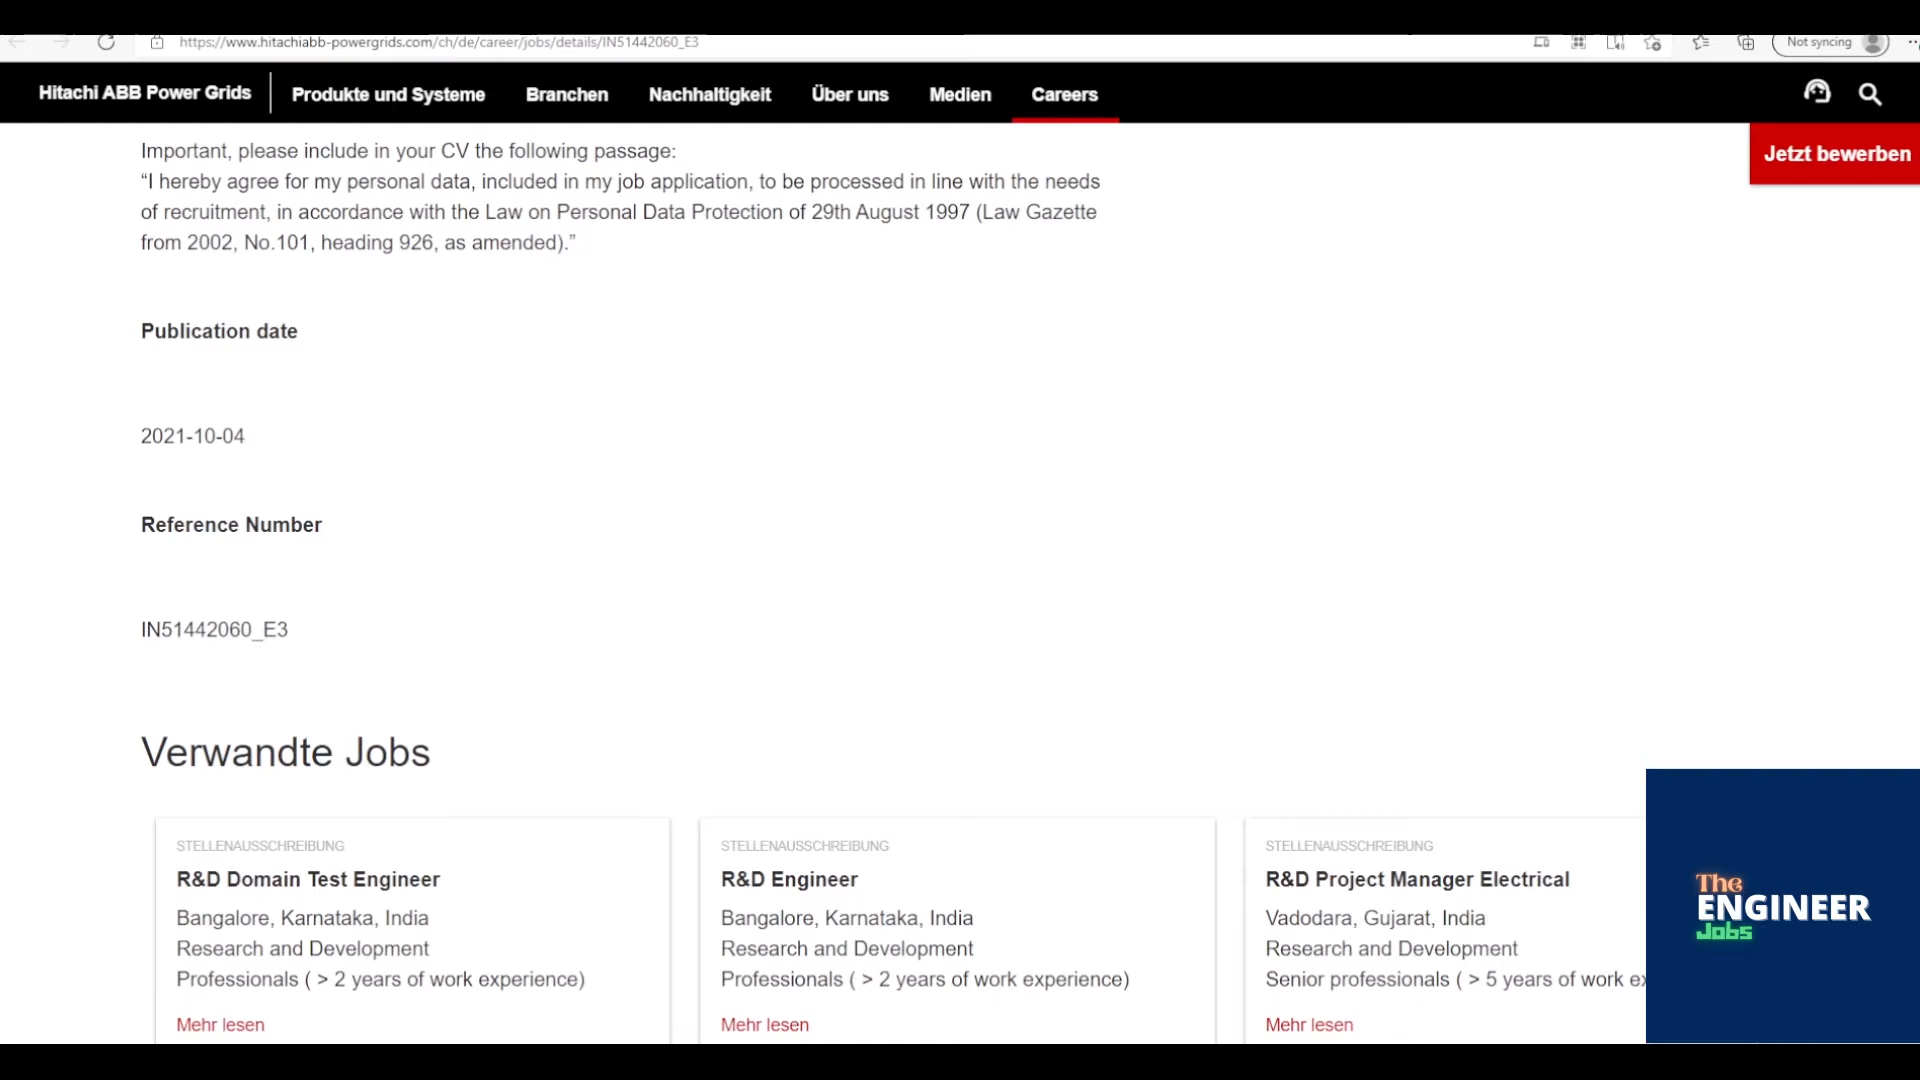 https://www.hitachiabb-powergrids.com/ch/de/career/jobs/details/IN51442060_E3
Not syncing
Hitachi ABB Power Grids
Produkte und Systeme
Branchen
Nachhaltigkeit
Über uns
Medien
Careers
Jetzt bewerben
Important, please include in your CV the following passage:
“I hereby agree for my personal data, included in my job application, to be processed in line with the needs
of recruitment, in accordance with the Law on Personal Data Protection of 29th August 1997 (Law Gazette
from 2002, No.101, heading 926, as amended).”
Publication date
2021-10-04
Reference Number
IN51442060_E3
Verwandte Jobs
STELLENAUSSCHREIBUNG
R&D Domain Test Engineer
Bangalore, Karnataka, India
Research and Development
Professionals ( > 2 years of work experience)
Mehr lesen
STELLENAUSSCHREIBUNG
R&D Engineer
Bangalore, Karnataka, India
Research and Development
Professionals ( > 2 years of work experience)
Mehr lesen
STELLENAUSSCHREIBUNG
R&D Project Manager Electrical
Vadodara, Gujarat, India
Research and Development
Senior professionals ( > 5 years of work
Mehr lesen
The
ENGINEER
Jobs